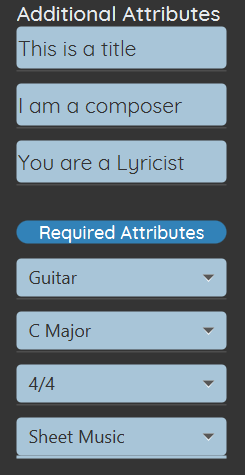 Additional Attributes
This is a title
I am a composer
You are a Lyricist
Required Attributes
Guitar
C Major
4/4
Sheet Music